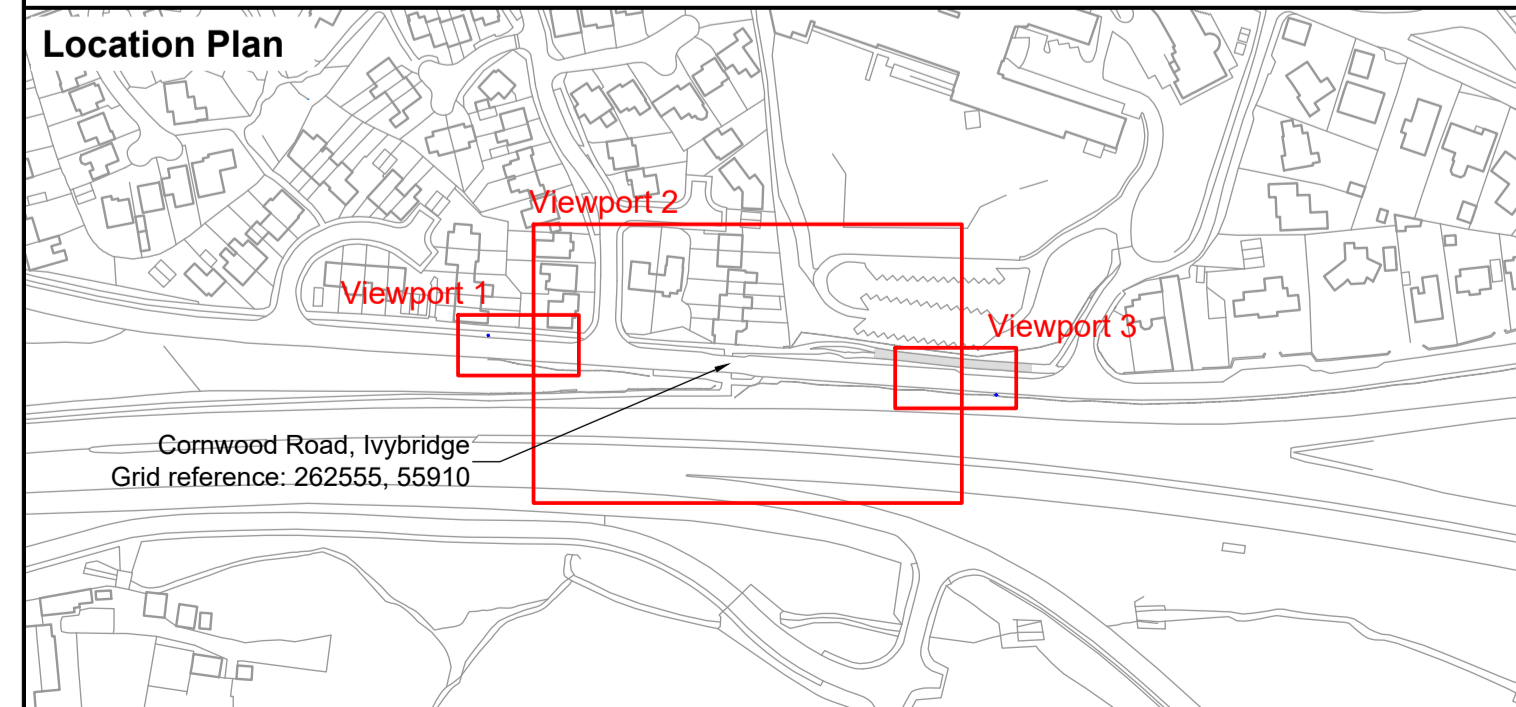 Location Plan
Viewport 2
Viewport 1
Viewport 3
Cornwood Road, Ivybridge
Grid reference: 262555, 55910